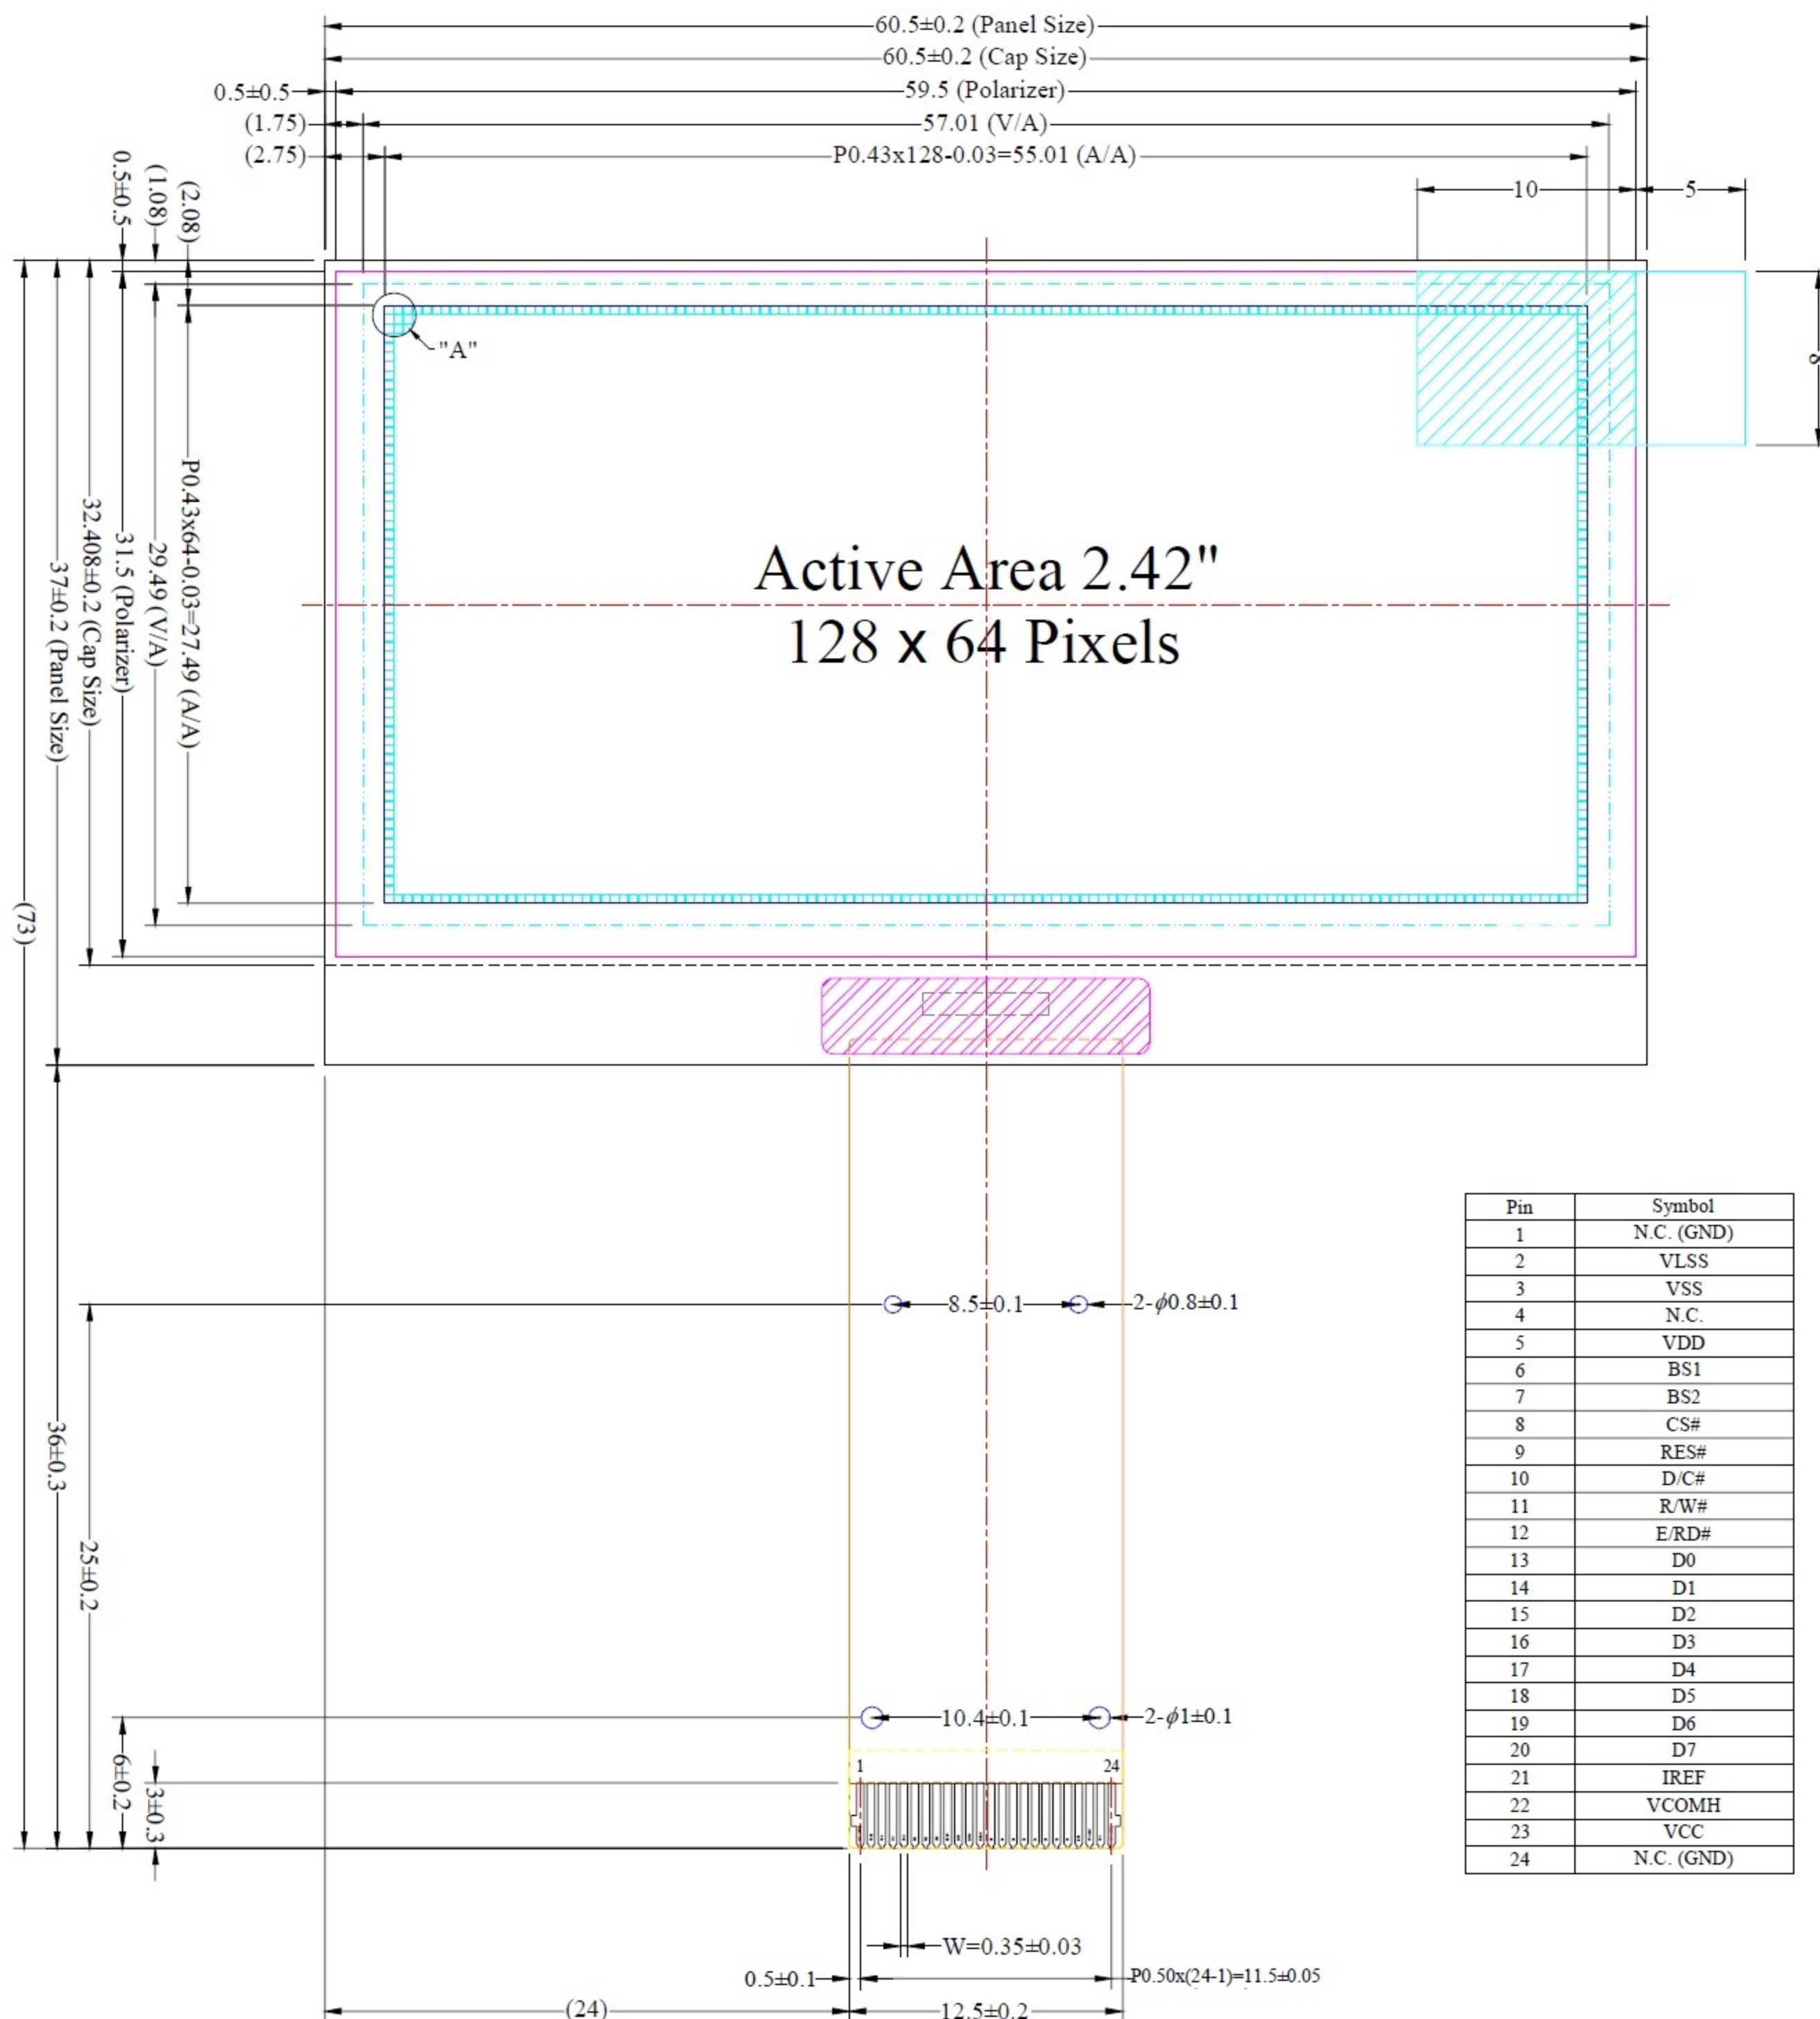 60.5±0.2 (Panel Size)
60.5±0.2 (Cap Size)
0.5±0.5
59.5 (Polarizer)
(1.75)
57.01 (V/A)
(2.75)
P0.43x128-0.03=55.01 (A/A)
10
5
8
0.5±0.5
(1.08)
(2.08)
"A"
Active Area 2.42"
128 x 64 Pixels
P0.43x64-0.03=27.49 (A/A)
29.49 (V/A)
31.5 (Polarizer)
32.408±0.2 (Cap Size)
37±0.2 (Panel Size)
(73)
36±0.3
25±0.2
6±0.2
3±0.3
8.5±0.1
2-ϕ0.8±0.1
10.4±0.1
2-ϕ1±0.1
1
24
W=0.35±0.03
0.5±0.1
P0.50x(24-1)=11.5±0.05
(24)
12.5±0.2
Pin Symbol
1 N.C. (GND)
2 VLSS
3 VSS
4 N.C.
5 VDD
6 BS1
7 BS2
8 CS#
9 RES#
10 D/C#
11 R/W#
12 E/RD#
13 D0
14 D1
15 D2
16 D3
17 D4
18 D5
19 D6
20 D7
21 IREF
22 VCOMH
23 VCC
24 N.C. (GND)